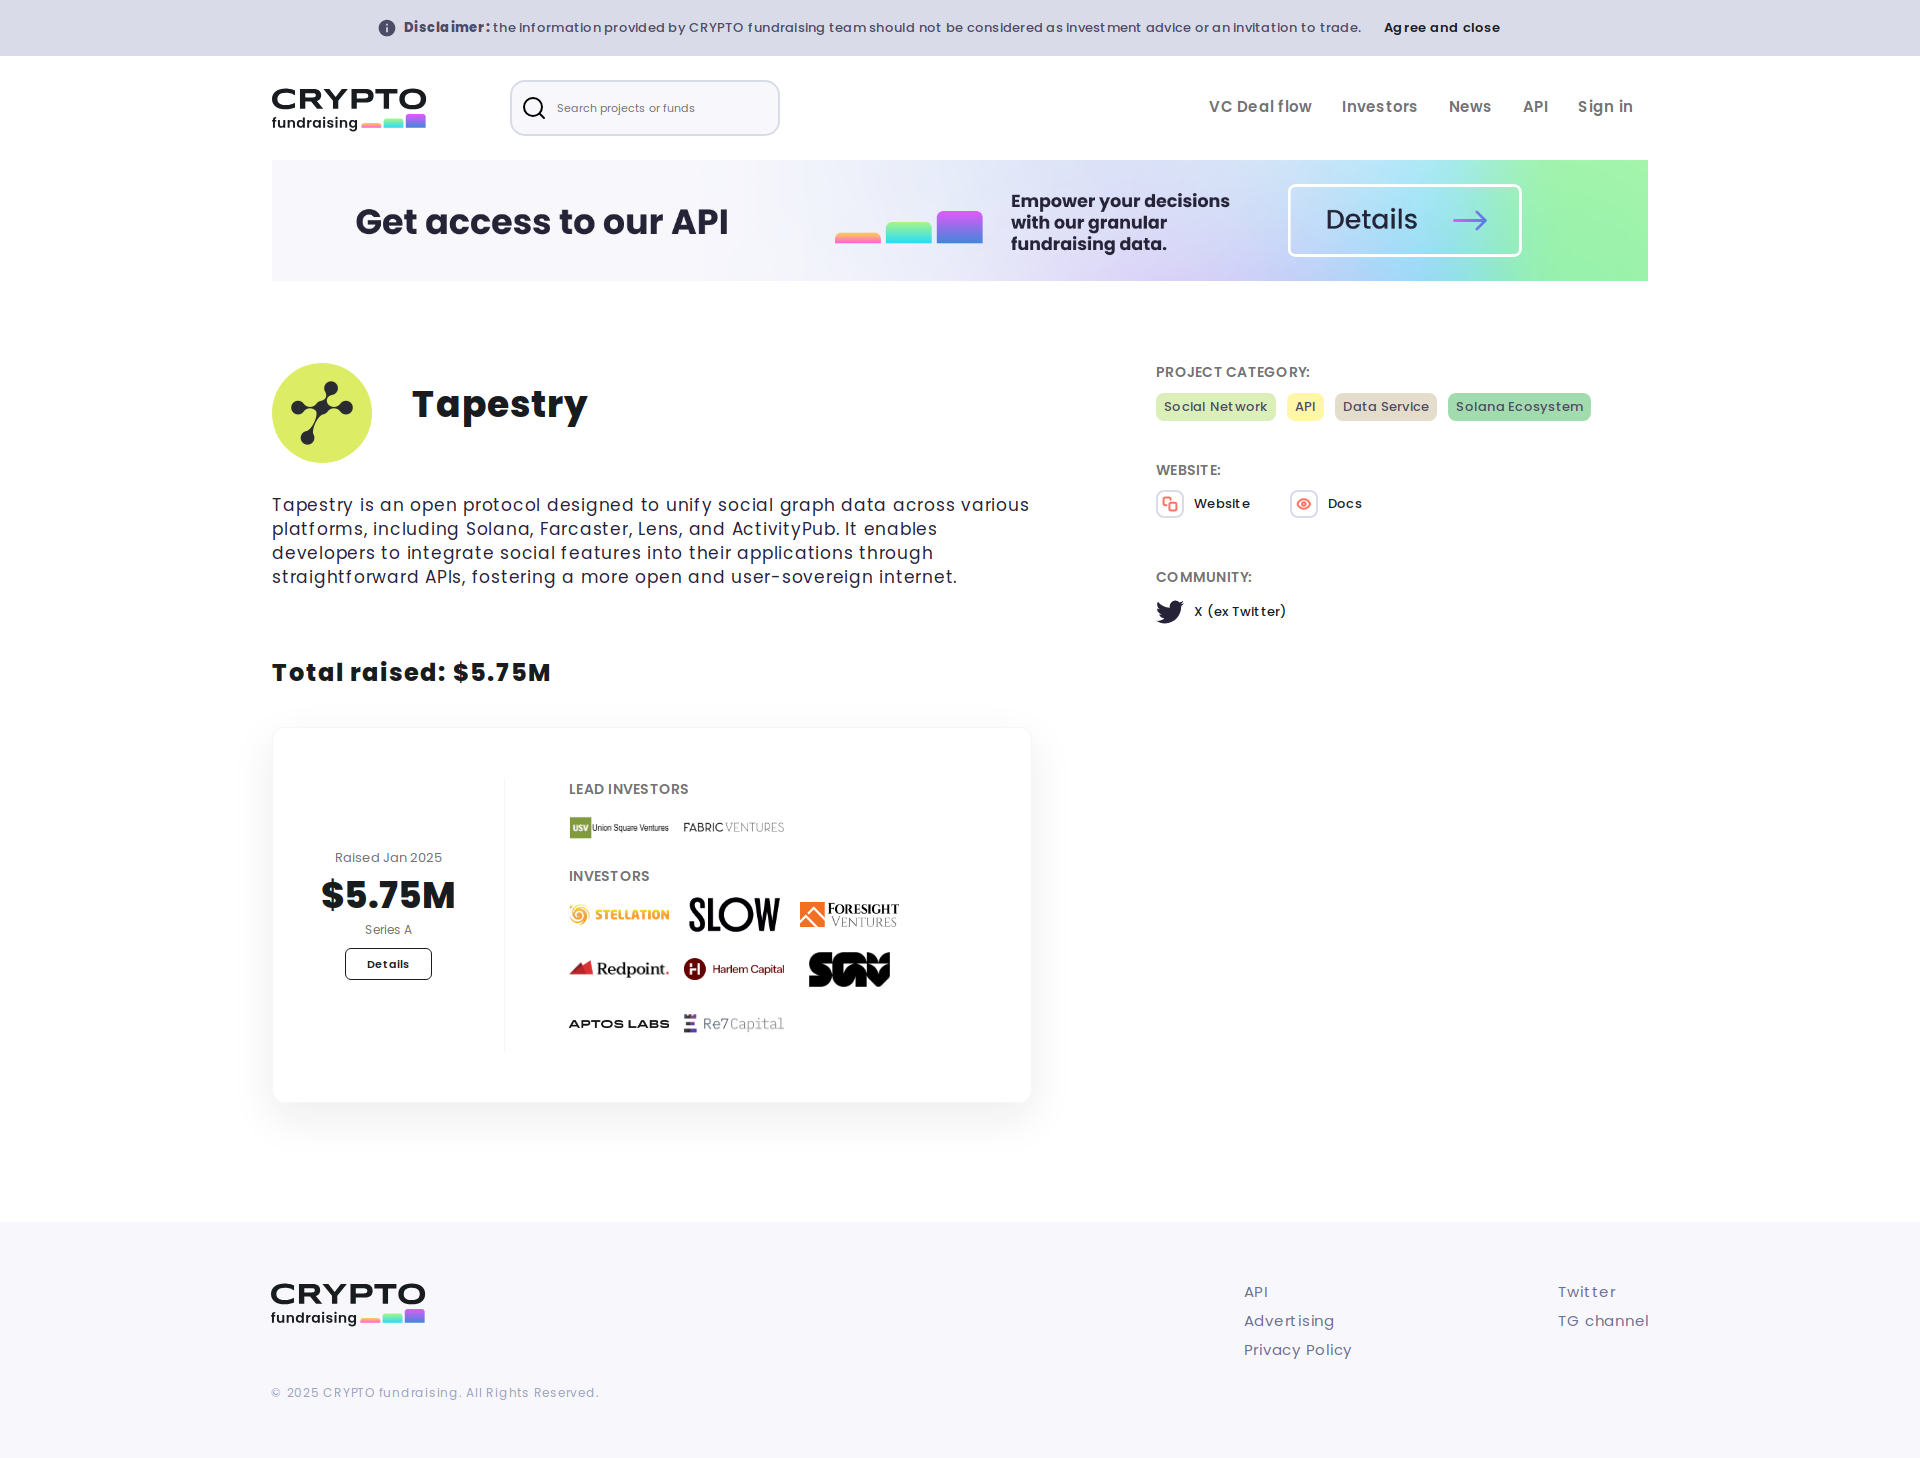 Disclaimer: the information provided by CRYPTO fundraising team should not be considered as investment advice or an invitation to trade. Agree and close
CRYPTO
fundraising
Search projects or funds
VC Deal flow Investors News API Sign in
Get access to our API
Empower your decisions
with our granular
fundraising data.
Details
Tapestry
Tapestry is an open protocol designed to unify social graph data across various
platforms, including Solana, Farcaster, Lens, and ActivityPub. It enables
developers to integrate social features into their applications through
straightforward APIs, fostering a more open and user-sovereign internet.
PROJECT CATEGORY:
Social Network API Data Service Solana Ecosystem
WEBSITE:
Website Docs
COMMUNITY:
X (ex Twitter)
Total raised: $5.75M
Raised Jan 2025
$5.75M
Series A
Details
LEAD INVESTORS
USV Union Square Ventures FABRIC VENTURES
INVESTORS
STELLATION SLOW FORESIGHT VENTURES
Redpoint. Harlem Capital
APTOS LABS Re7Capital
CRYPTO
fundraising
API
Advertising
Privacy Policy
Twitter
TG channel
© 2025 CRYPTO fundraising. All Rights Reserved.